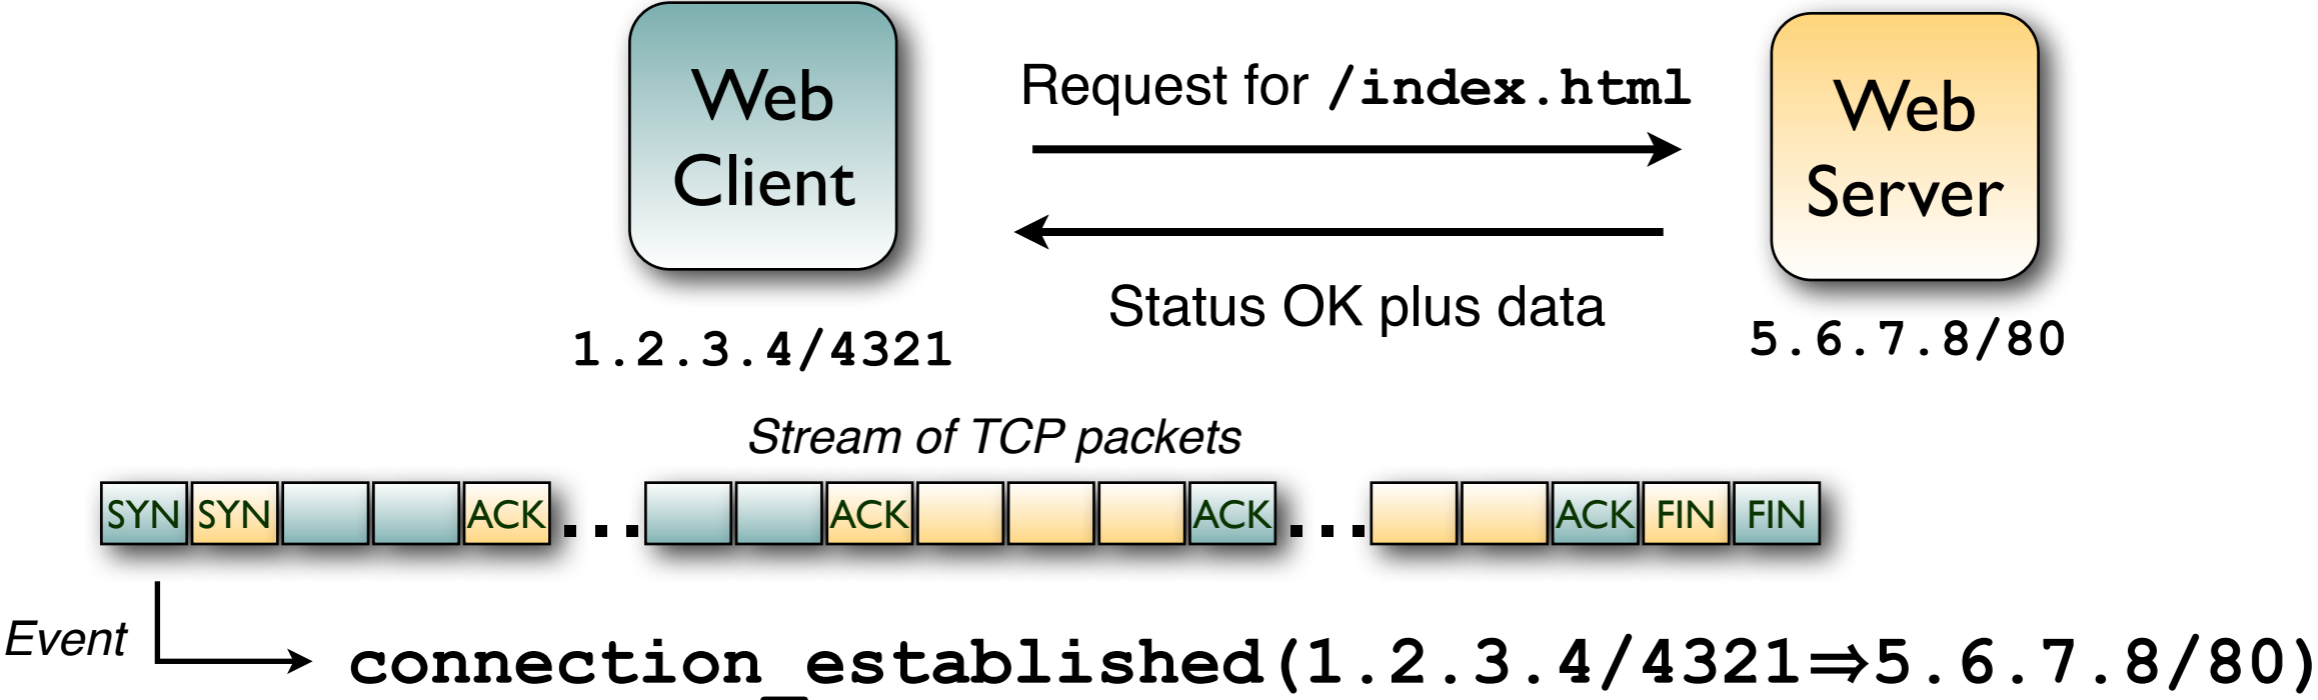 Web
Client
Request for /index.html
Web
Server
Status OK plus data
1.2.3.4/4321
5.6.7.8/80
Stream of TCP packets
SYN SYN ACK ... ACK ACK ... ACK FIN FIN
Event
connection_established(1.2.3.4/4321⇒5.6.7.8/80)